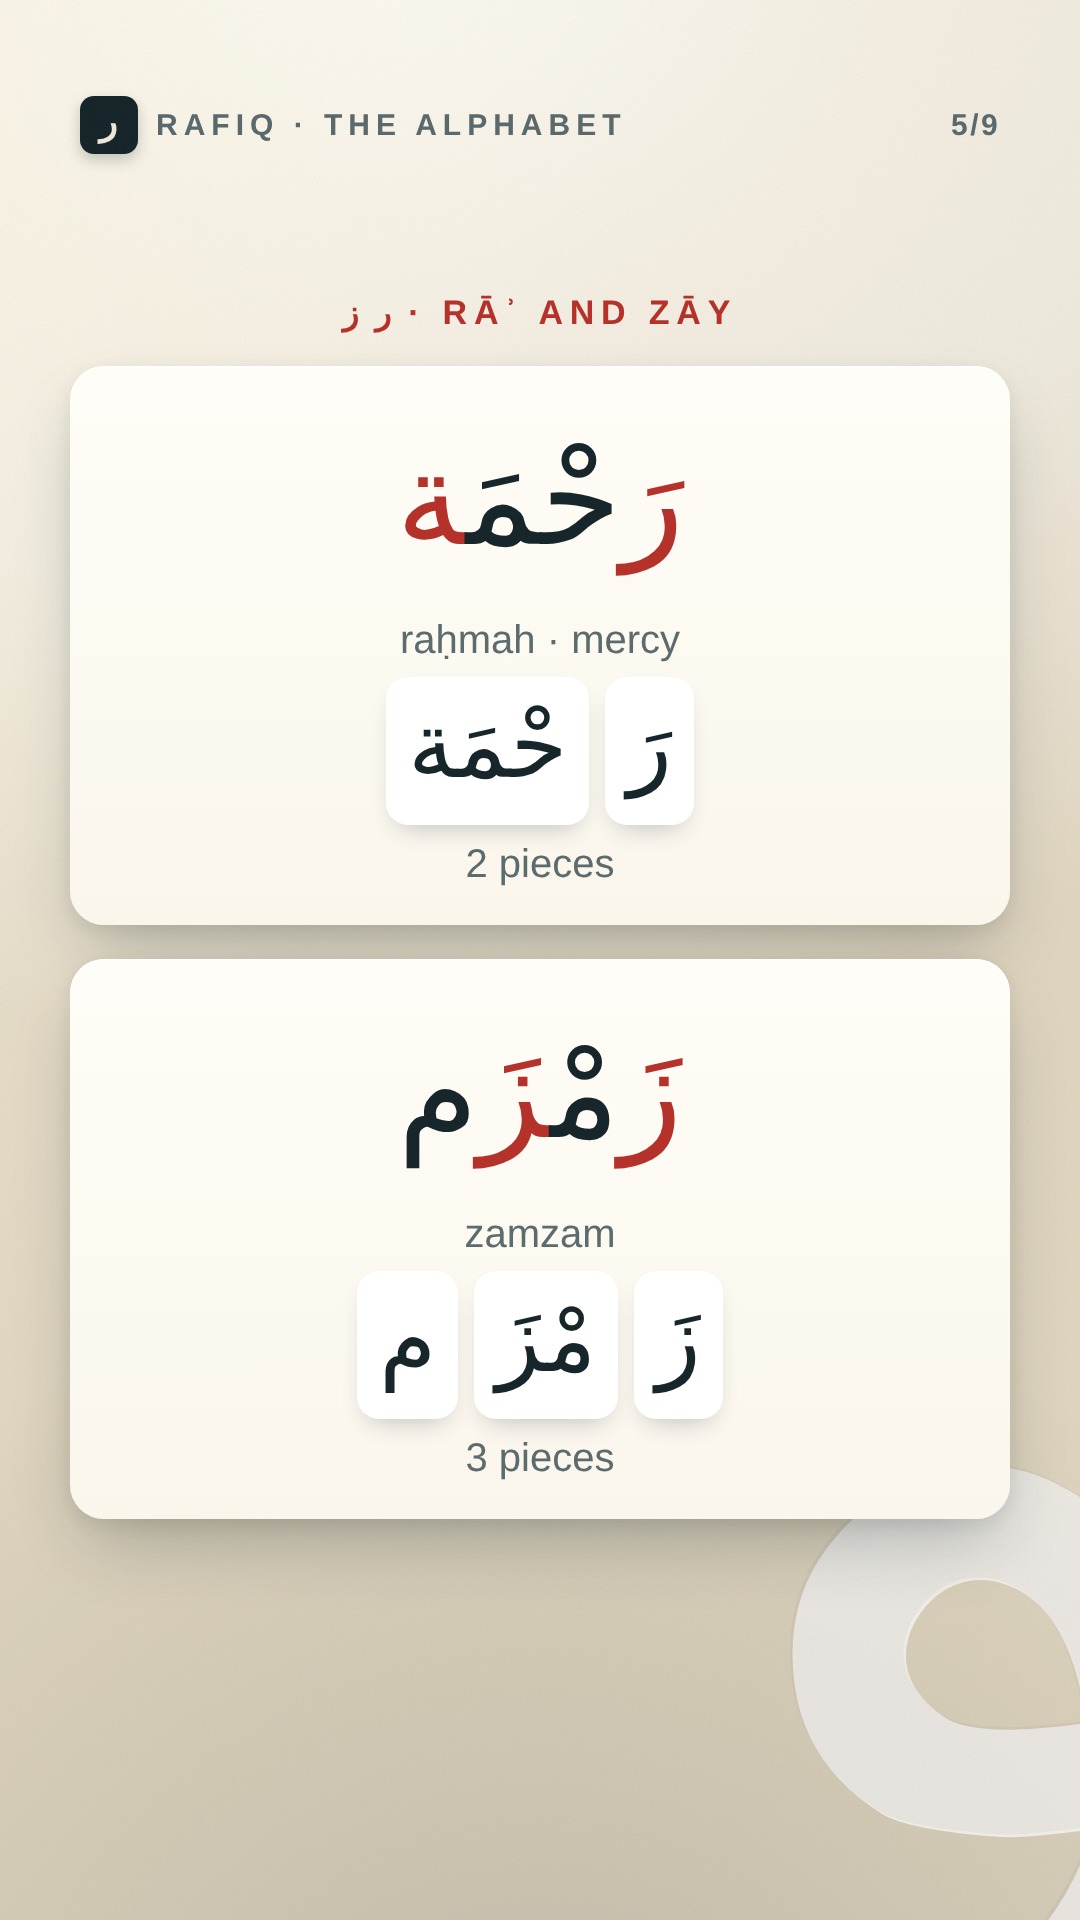 ر RAFIQ · THE ALPHABET 5/9
ر ز · RĀʾ AND ZĀY
رَحْمَة
raḥmah · mercy
رَ حْمَة
2 pieces
زَمْزَم
zamzam
زَ مْزَ م
3 pieces
و